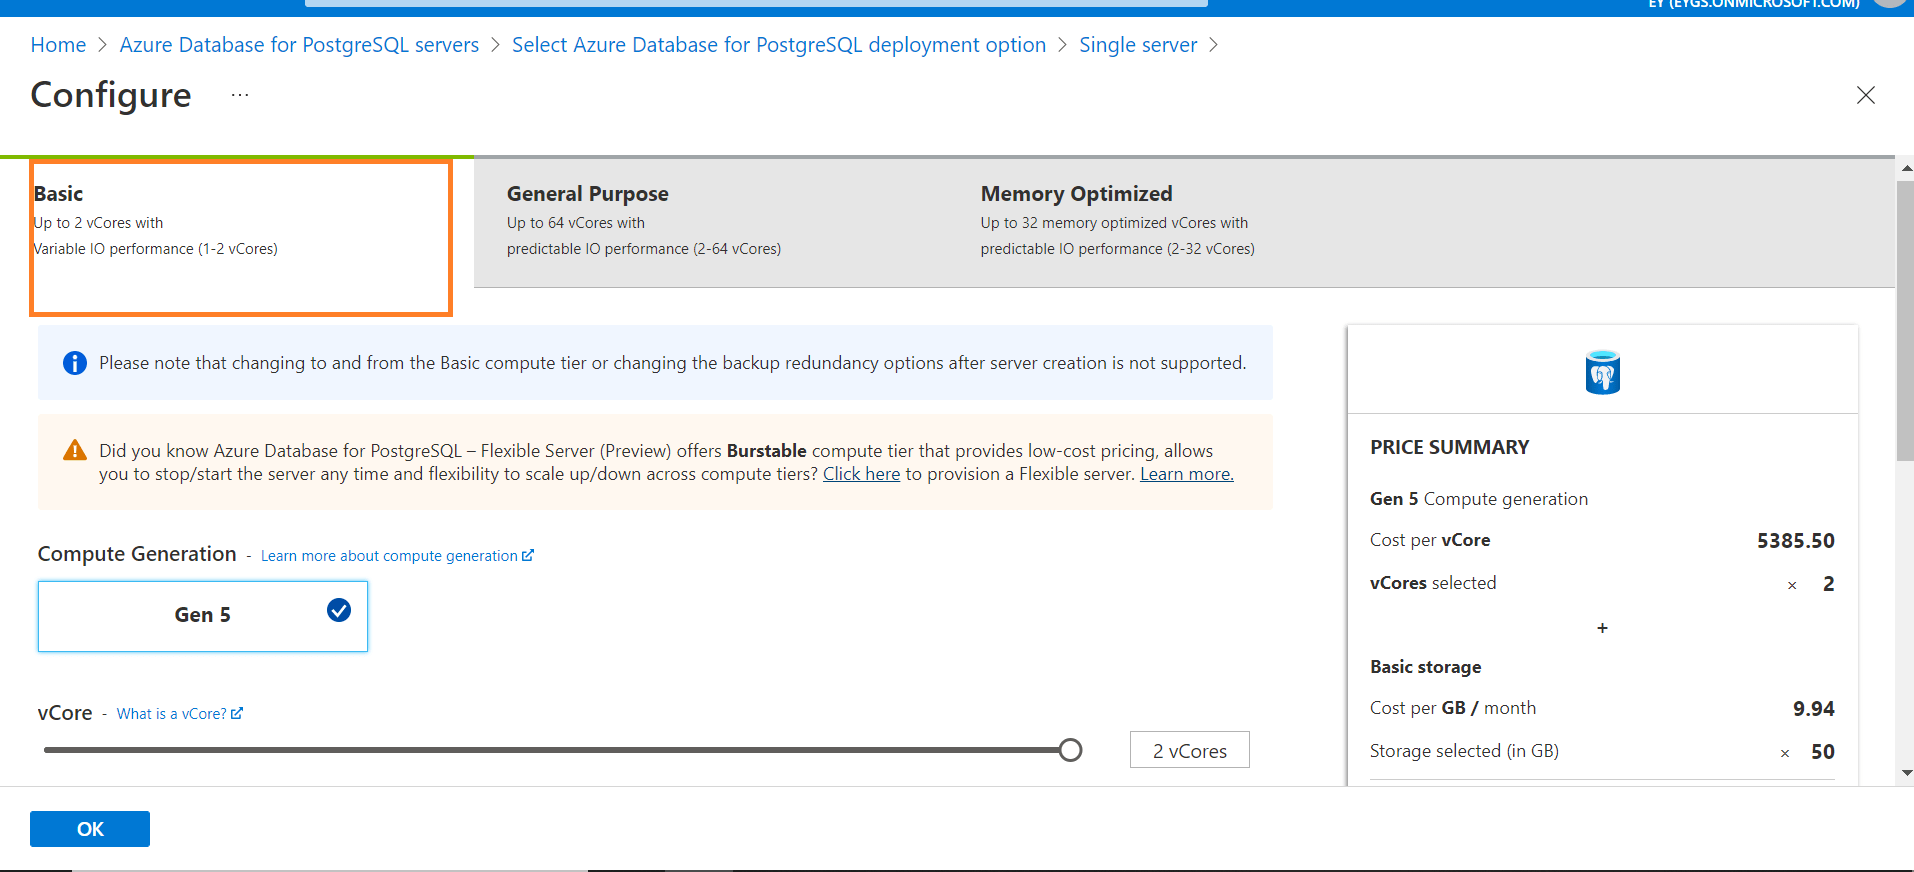 EY (EYGS.ONMICROSOFT.COM)
Home > Azure Database for PostgreSQL servers > Select Azure Database for PostgreSQL deployment option > Single server >
Configure ...
Basic
Up to 2 vCores with
Variable IO performance (1-2 vCores)
General Purpose
Up to 64 vCores with
predictable IO performance (2-64 vCores)
Memory Optimized
Up to 32 memory optimized vCores with
predictable IO performance (2-32 vCores)
Please note that changing to and from the Basic compute tier or changing the backup redundancy options after server creation is not supported.
Did you know Azure Database for PostgreSQL – Flexible Server (Preview) offers Burstable compute tier that provides low-cost pricing, allows
you to stop/start the server any time and flexibility to scale up/down across compute tiers? Click here to provision a Flexible server. Learn more.
Compute Generation - Learn more about compute generation
Gen 5
vCore - What is a vCore?
2 vCores
PRICE SUMMARY
Gen 5 Compute generation
Cost per vCore 5385.50
vCores selected × 2
+
Basic storage
Cost per GB / month 9.94
Storage selected (in GB) × 50
OK